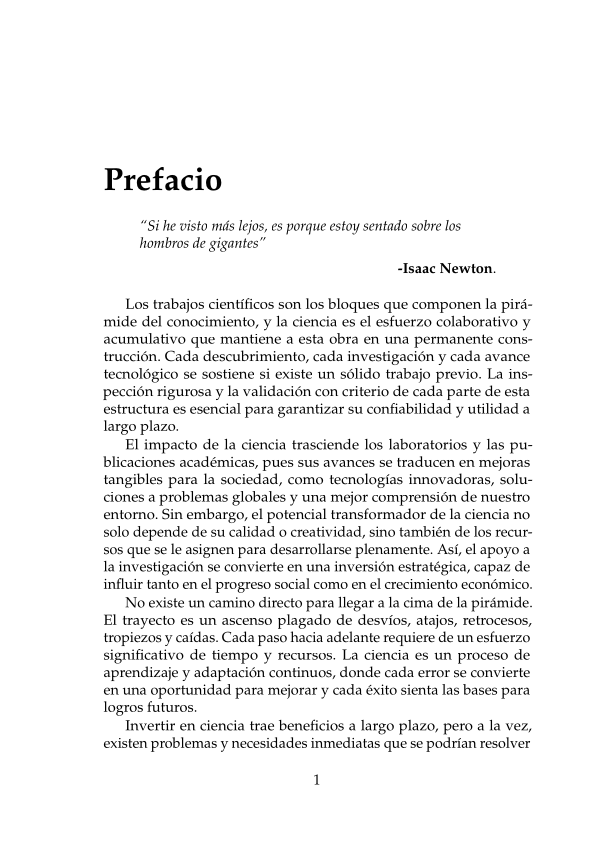 Prefacio
“Si he visto más lejos, es porque estoy sentado sobre los
hombros de gigantes”
-Isaac Newton.
Los trabajos científicos son los bloques que componen la pirá-
mide del conocimiento, y la ciencia es el esfuerzo colaborativo y
acumulativo que mantiene a esta obra en una permanente cons-
trucción. Cada descubrimiento, cada investigación y cada avance
tecnológico se sostiene si existe un sólido trabajo previo. La ins-
pección rigurosa y la validación con criterio de cada parte de esta
estructura es esencial para garantizar su confiabilidad y utilidad a
largo plazo.
El impacto de la ciencia trasciende los laboratorios y las pu-
blicaciones académicas, pues sus avances se traducen en mejoras
tangibles para la sociedad, como tecnologías innovadoras, solu-
ciones a problemas globales y una mejor comprensión de nuestro
entorno. Sin embargo, el potencial transformador de la ciencia no
solo depende de su calidad o creatividad, sino también de los recur-
sos que se le asignen para desarrollarse plenamente. Así, el apoyo a
la investigación se convierte en una inversión estratégica, capaz de
influir tanto en el progreso social como en el crecimiento económico.
No existe un camino directo para llegar a la cima de la pirámide.
El trayecto es un ascenso plagado de desvíos, atajos, retrocesos,
tropiezos y caídas. Cada paso hacia adelante requiere de un esfuerzo
significativo de tiempo y recursos. La ciencia es un proceso de
aprendizaje y adaptación continuos, donde cada error se convierte
en una oportunidad para mejorar y cada éxito sienta las bases para
logros futuros.
Invertir en ciencia trae beneficios a largo plazo, pero a la vez,
existen problemas y necesidades inmediatas que se podrían resolver
1